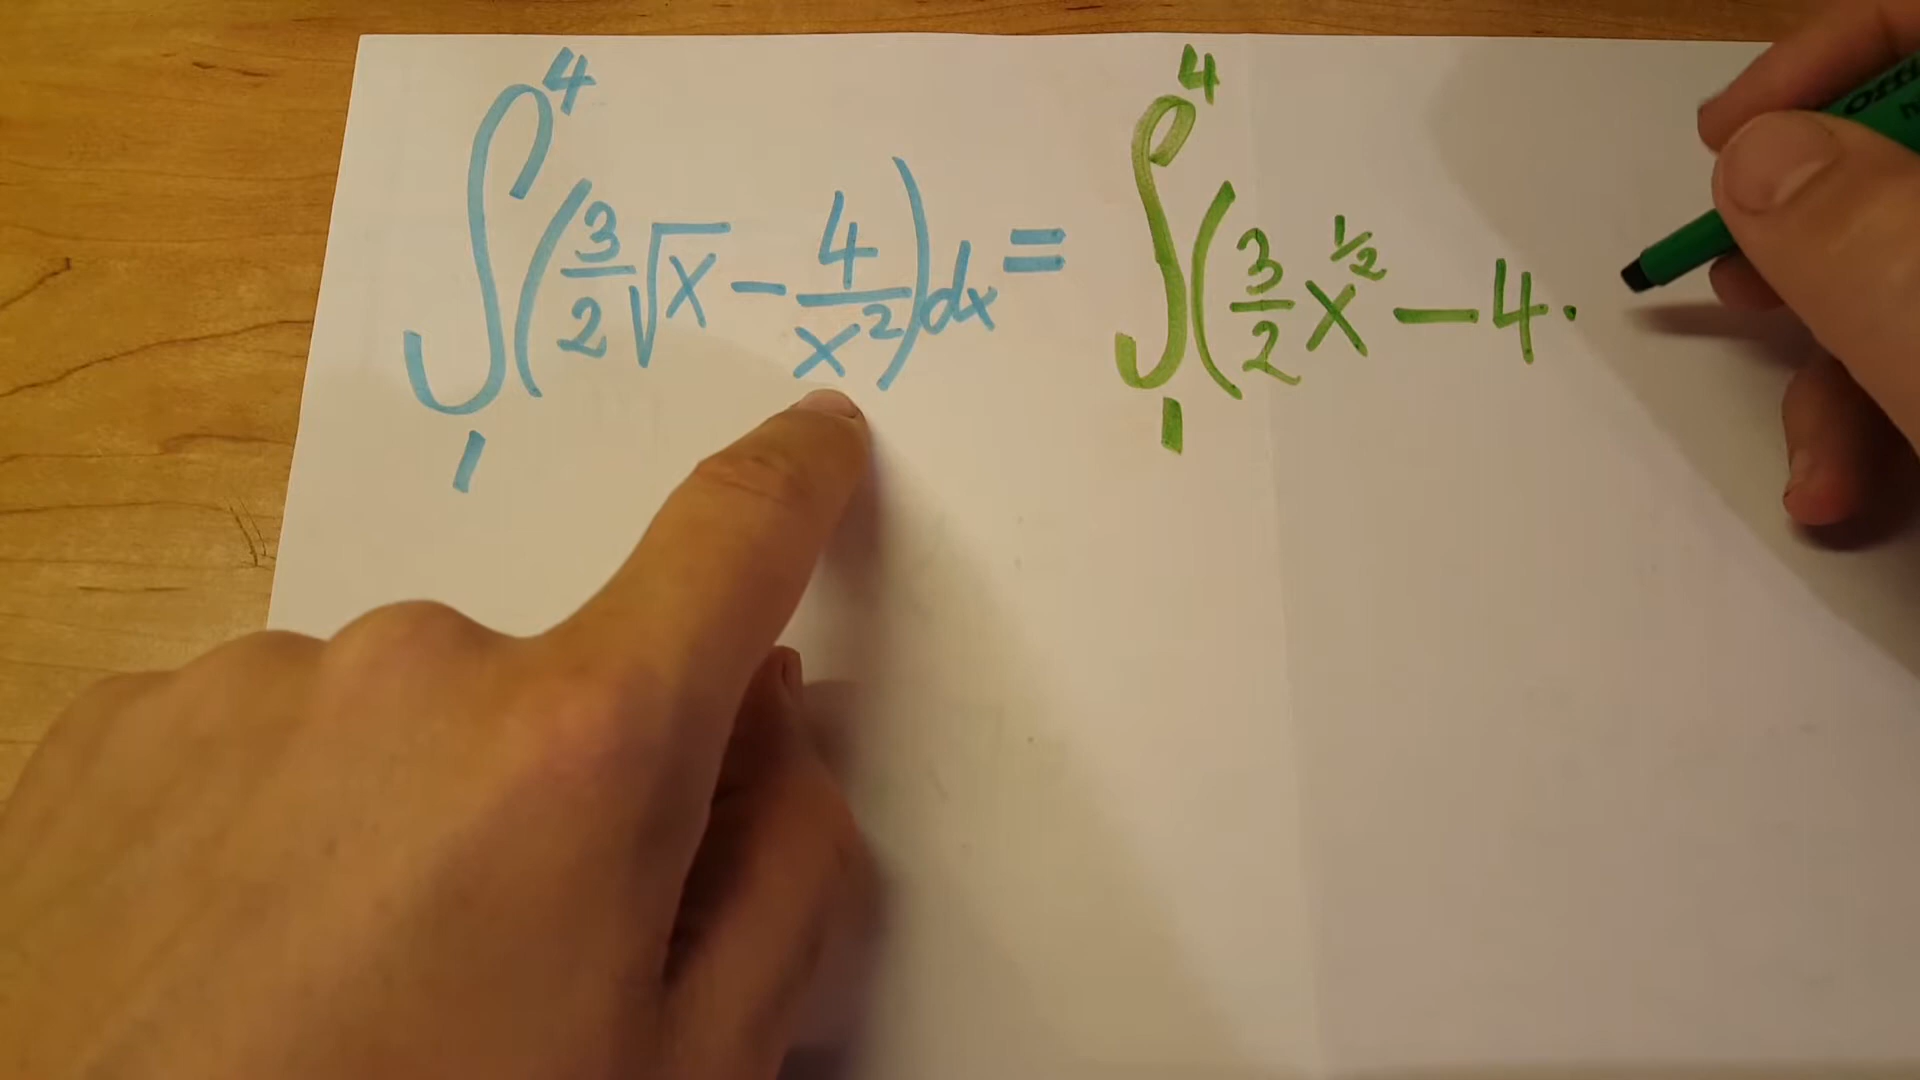 ∫₁⁴ (3/2 √x − 4/x²) dx = ∫₁⁴ (3/2 x^½ − 4·